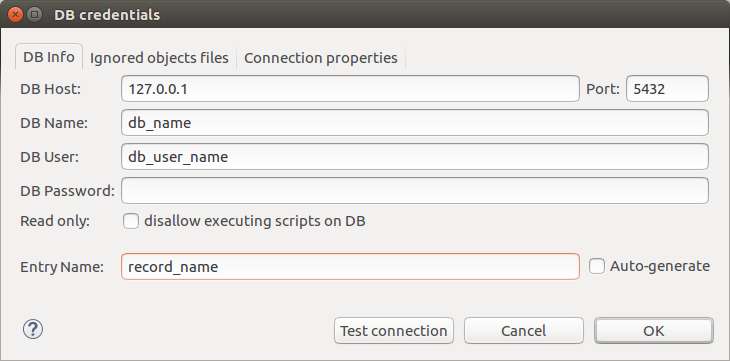 DB credentials
DB Info Ignored objects files Connection properties
DB Host: 127.0.0.1 Port: 5432
DB Name: db_name
DB User: db_user_name
DB Password:
Read only: disallow executing scripts on DB
Entry Name: record_name Auto-generate
? Test connection Cancel OK